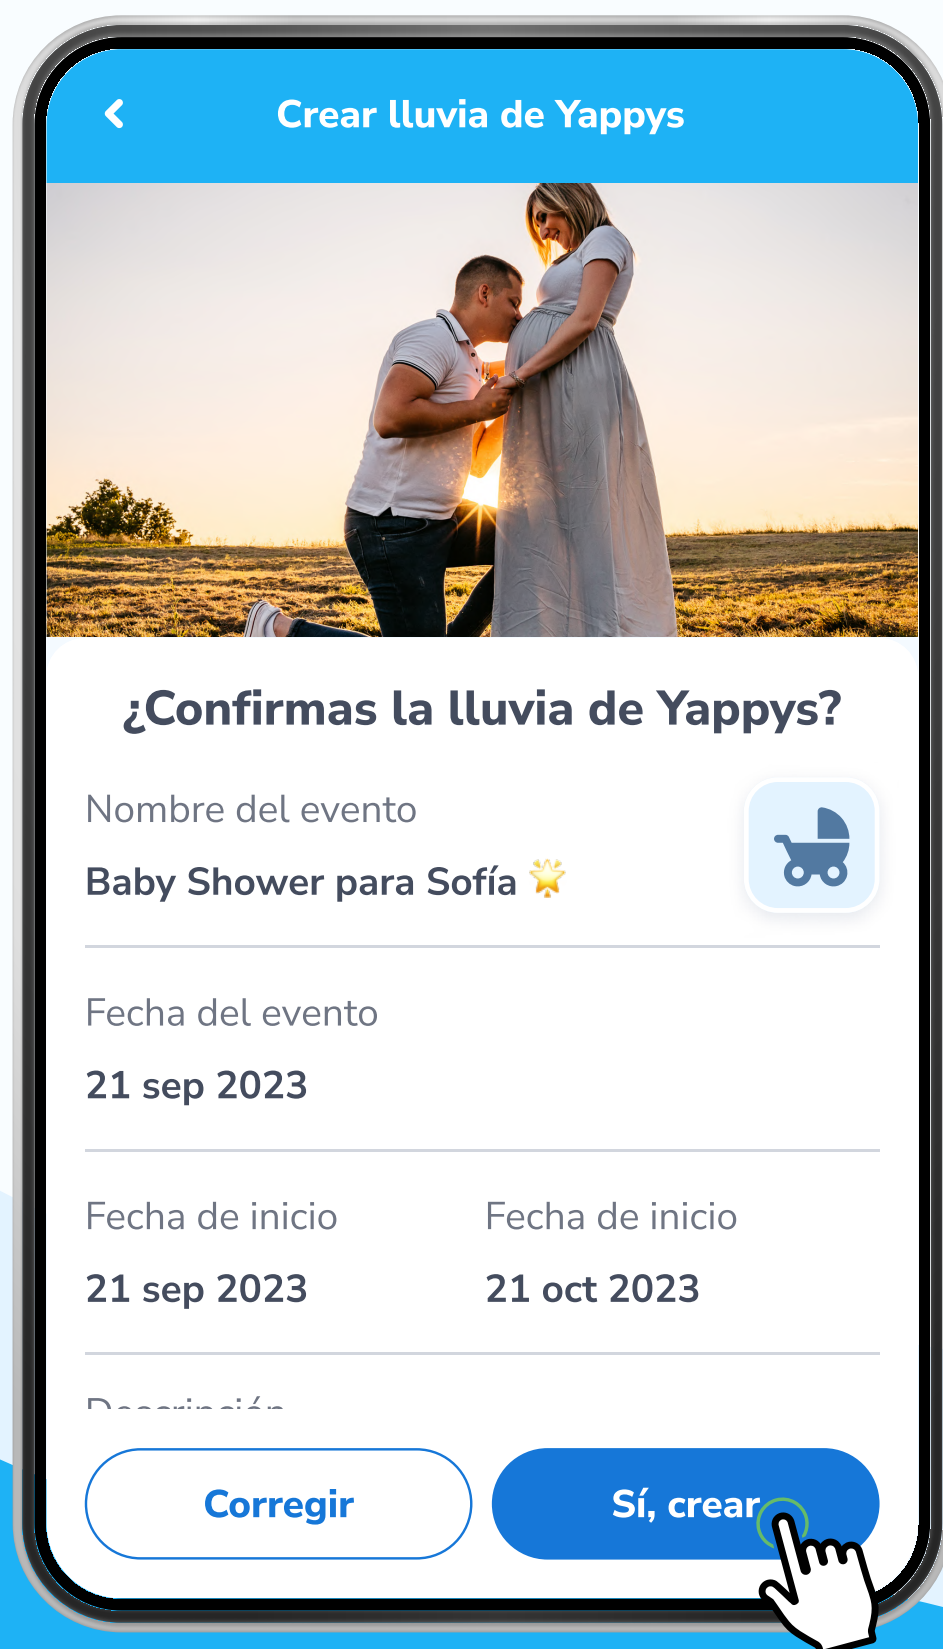 Crear lluvia de Yappys
¿Confirmas la lluvia de Yappys?
Nombre del evento
Baby Shower para Sofía 🌟
Fecha del evento
21 sep 2023
Fecha de inicio
21 sep 2023
Fecha de inicio
21 oct 2023
Descripción
Corregir
Sí, crear